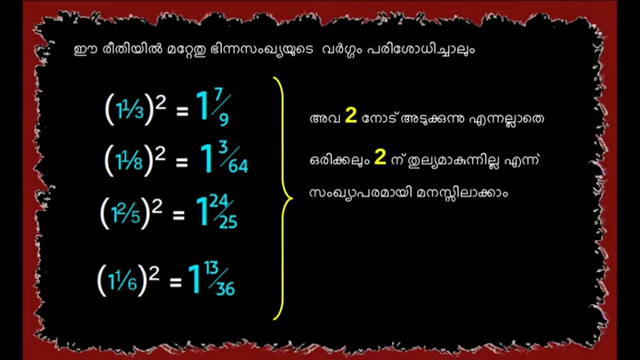 ഈ രീതിയിൽ മറ്റേതു ഭിന്നസംഖ്യയുടെ വർഗ്ഗം പരിശോധിച്ചാലും
(1⅓)² = 1 7/9
(1⅛)² = 1 3/64
(1⅖)² = 1 24/25
(1⅙)² = 1 13/36
അവ 2 നോട് അടുക്കുന്നു എന്നല്ലാതെ
ഒരിക്കലും 2 ന് തുല്യമാകുന്നില്ല എന്ന്
സംഖ്യാപരമായി മനസ്സിലാക്കാം